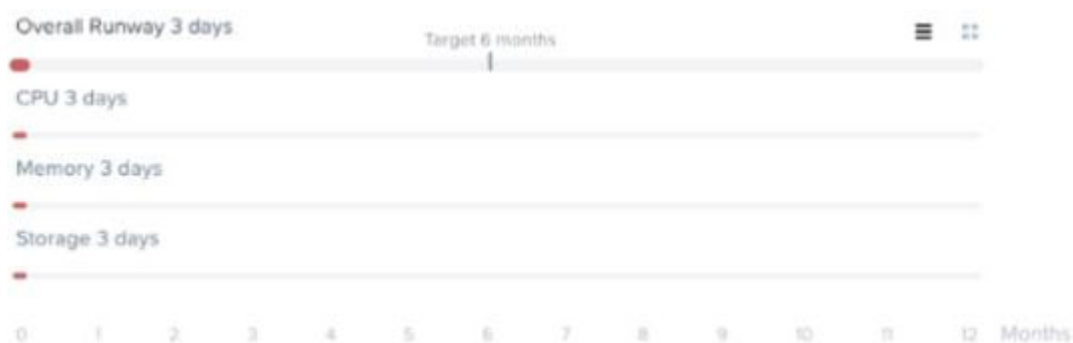 Overall Runway 3 days
Target 6 months
CPU 3 days
Memory 3 days
Storage 3 days
0 1 2 3 4 5 6 7 8 9 10 11 12 Months